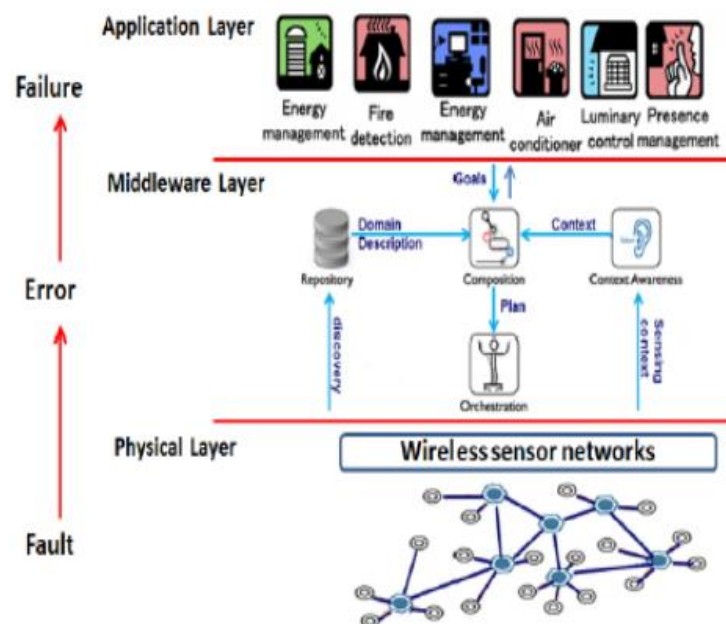 Application Layer
Failure
Energy
management
Fire
detection
Energy
management
Air
conditioner
Luminary
control
Presence
management
Middleware Layer
Goals
Domain
Description
Context
Repository
Composition
Context Awareness
Error
Plan
discovery
Sensing
context
Orchestration
Physical Layer
Wireless sensor networks
Fault